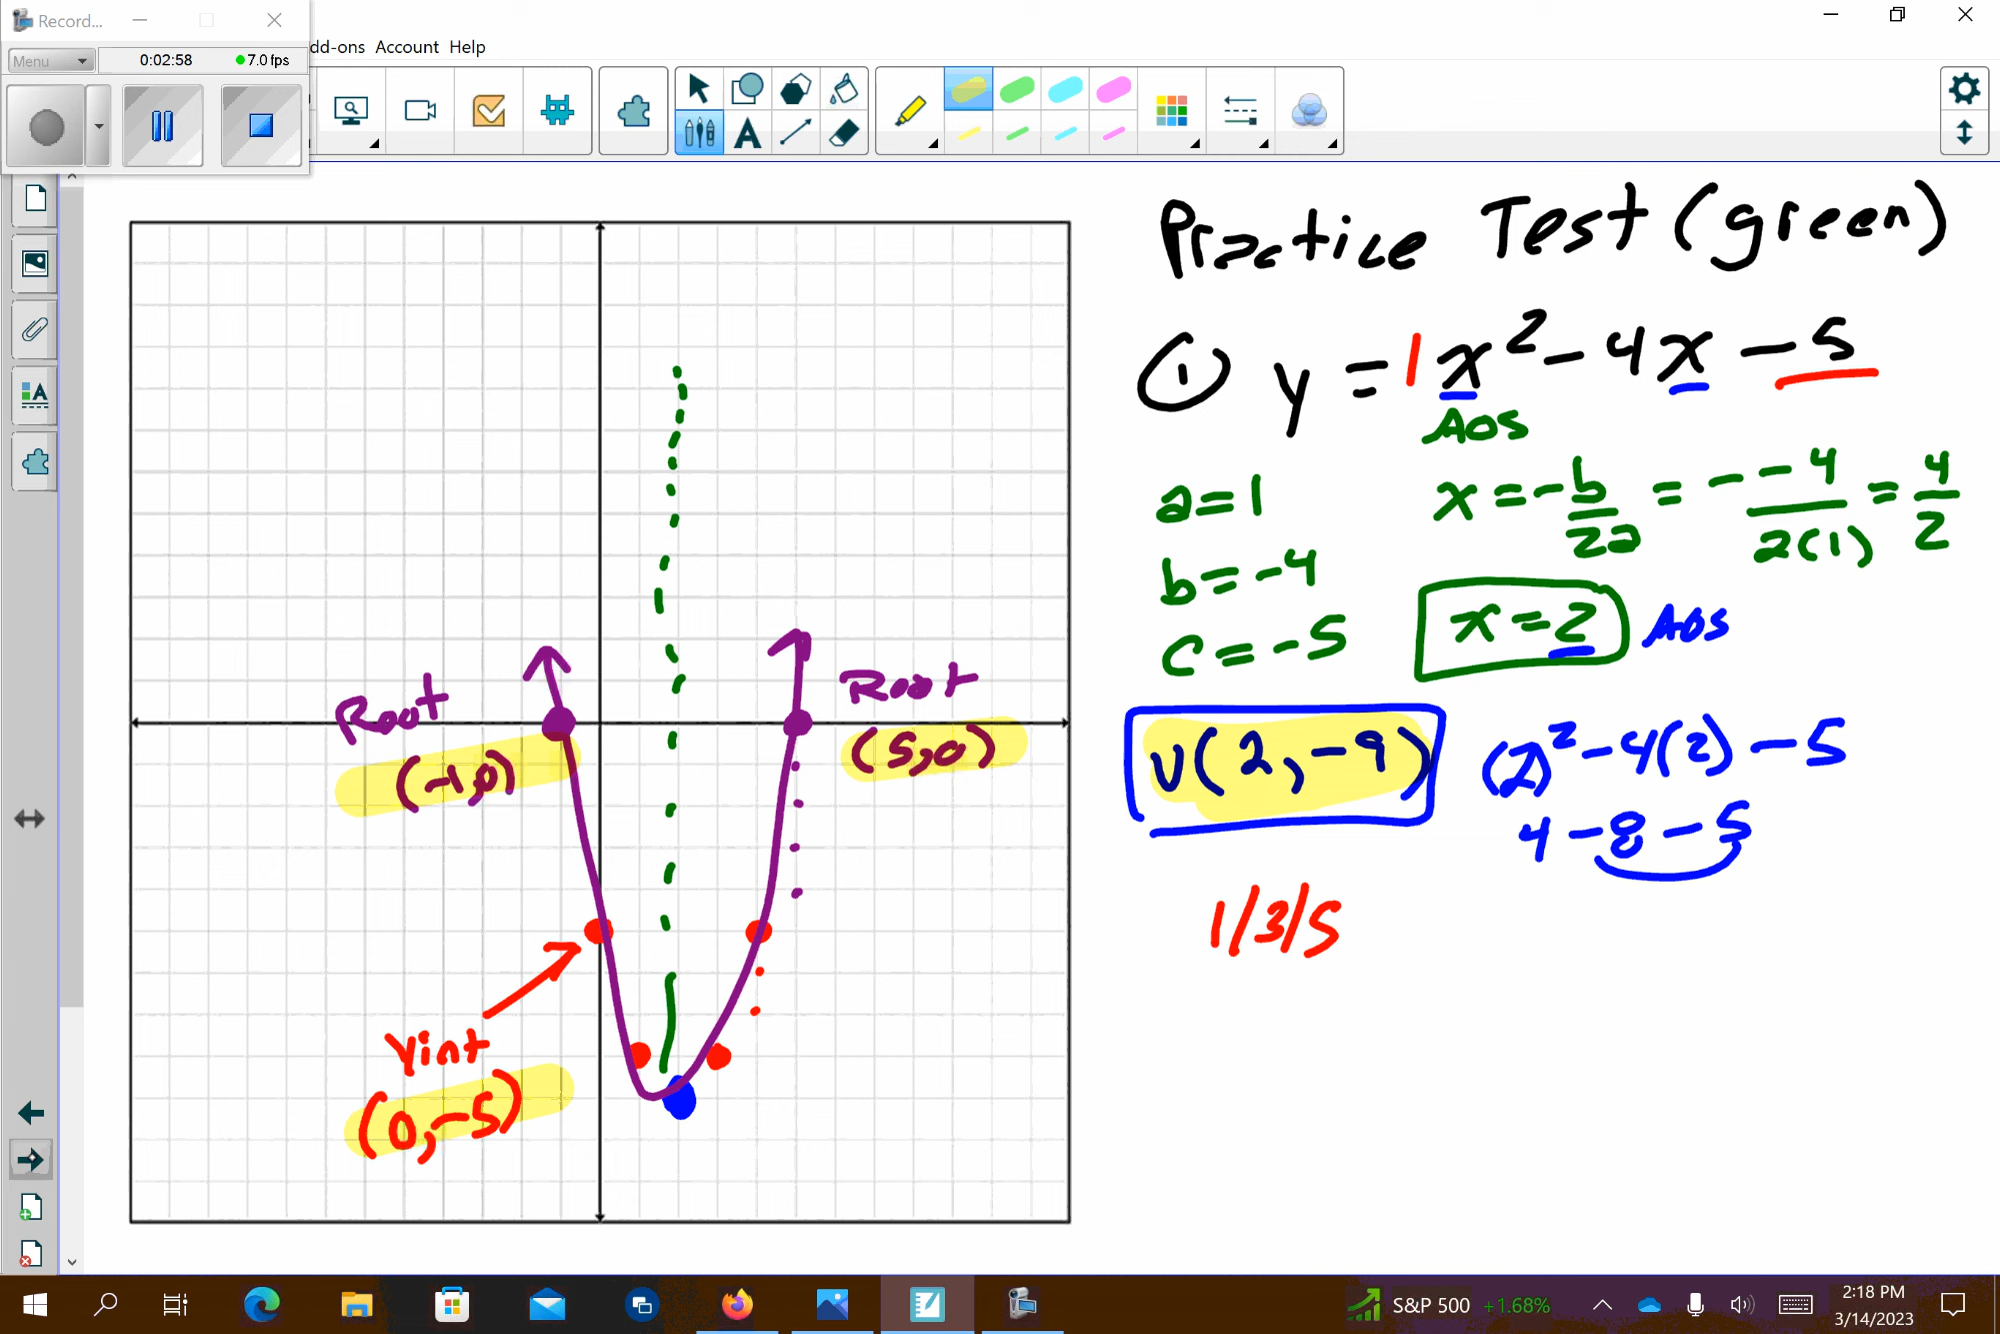 Record...
Menu
0:02:58
7.0 fps
dd-ons Account Help
Practice Test (green)
① y = 1x² - 4x - 5
AOS
a = 1
x = -b/2a = - -4/2(1) = 4/2
b = -4
c = -5
x = 2 AOS
V(2, -9)
(2)² - 4(2) - 5
4 - 8 - 5
1/3/5
Root
(-1,0)
Root
(5,0)
Yint
(0,-5)
S&P 500 +1.68%
2:18 PM
3/14/2023